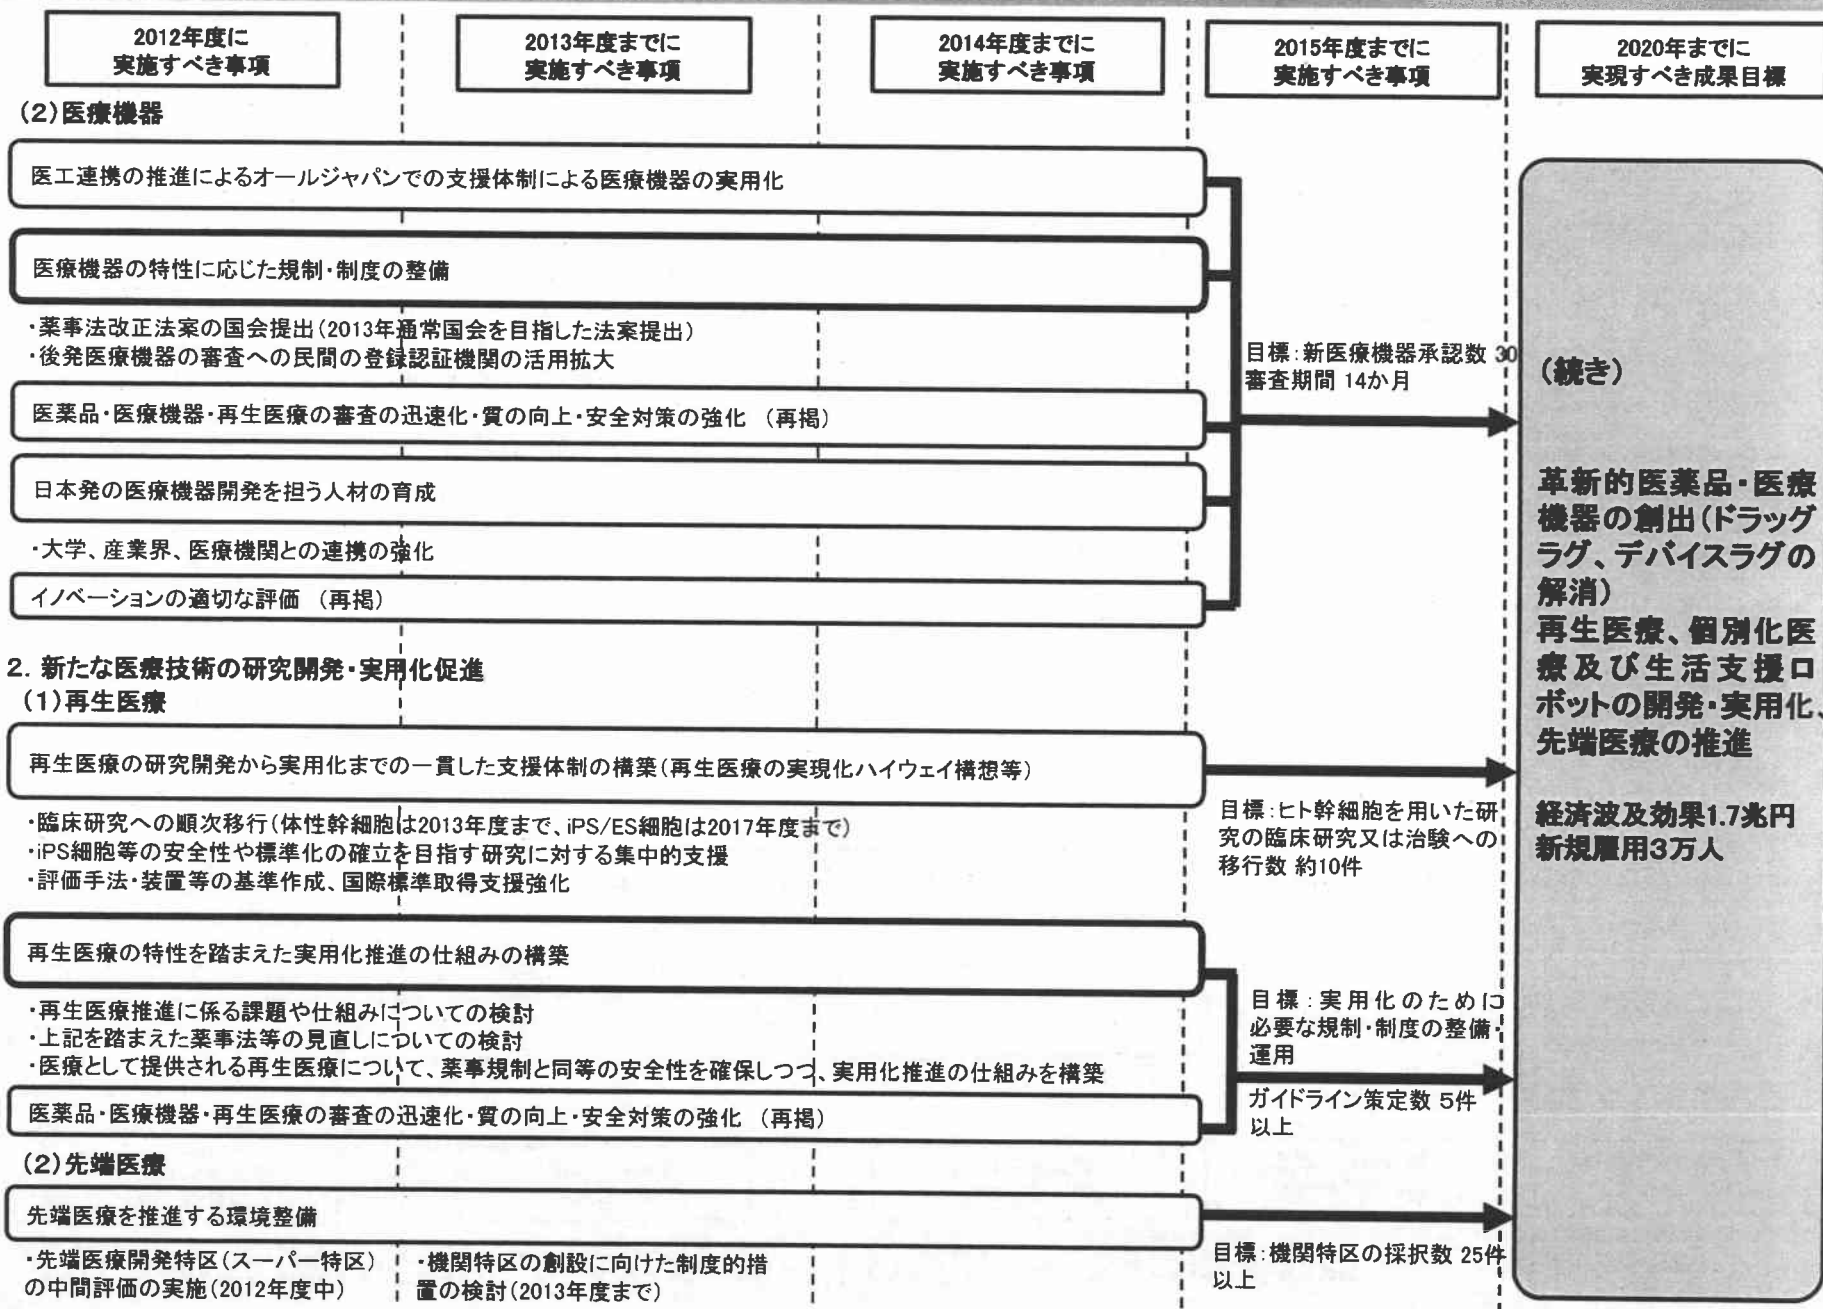 2012年度に
実施すべき事項
2013年度までに
実施すべき事項
2014年度までに
実施すべき事項
2015年度までに
実施すべき事項
2020年までに
実現すべき成果目標
(2)医療機器
医工連携の推進によるオールジャパンでの支援体制による医療機器の実用化
医療機器の特性に応じた規制・制度の整備
・薬事法改正法案の国会提出(2013年通常国会を目指した法案提出)
・後発医療機器の審査への民間の登録認証機関の活用拡大
医薬品・医療機器・再生医療の審査の迅速化・質の向上・安全対策の強化 (再掲)
日本発の医療機器開発を担う人材の育成
・大学、産業界、医療機関との連携の強化
イノベーションの適切な評価 (再掲)
目標:新医療機器承認数 30
審査期間 14か月
2. 新たな医療技術の研究開発・実用化促進
(1)再生医療
再生医療の研究開発から実用化までの一貫した支援体制の構築(再生医療の実現化ハイウェイ構想等)
・臨床研究への順次移行(体性幹細胞は2013年度まで、iPS/ES細胞は2017年度まで)
・iPS細胞等の安全性や標準化の確立を目指す研究に対する集中的支援
・評価手法・装置等の基準作成、国際標準取得支援強化
目標:ヒト幹細胞を用いた研
究の臨床研究又は治験への
移行数 約10件
再生医療の特性を踏まえた実用化推進の仕組みの構築
・再生医療推進に係る課題や仕組みについての検討
・上記を踏まえた薬事法等の見直しについての検討
・医療として提供される再生医療について、薬事規制と同等の安全性を確保しつつ、実用化推進の仕組みを構築
医薬品・医療機器・再生医療の審査の迅速化・質の向上・安全対策の強化 (再掲)
目標:実用化のために
必要な規制・制度の整備・
運用
ガイドライン策定数 5件
以上
(2)先端医療
先端医療を推進する環境整備
・先端医療開発特区(スーパー特区)
の中間評価の実施(2012年度中)
・機関特区の創設に向けた制度的措
置の検討(2013年度まで)
目標:機関特区の採択数 25件
以上
(続き)
革新的医薬品・医療
機器の創出(ドラッグ
ラグ、デバイスラグの
解消)
再生医療、個別化医
療及び生活支援ロ
ボットの開発・実用化、
先端医療の推進
経済波及効果1.7兆円
新規雇用3万人